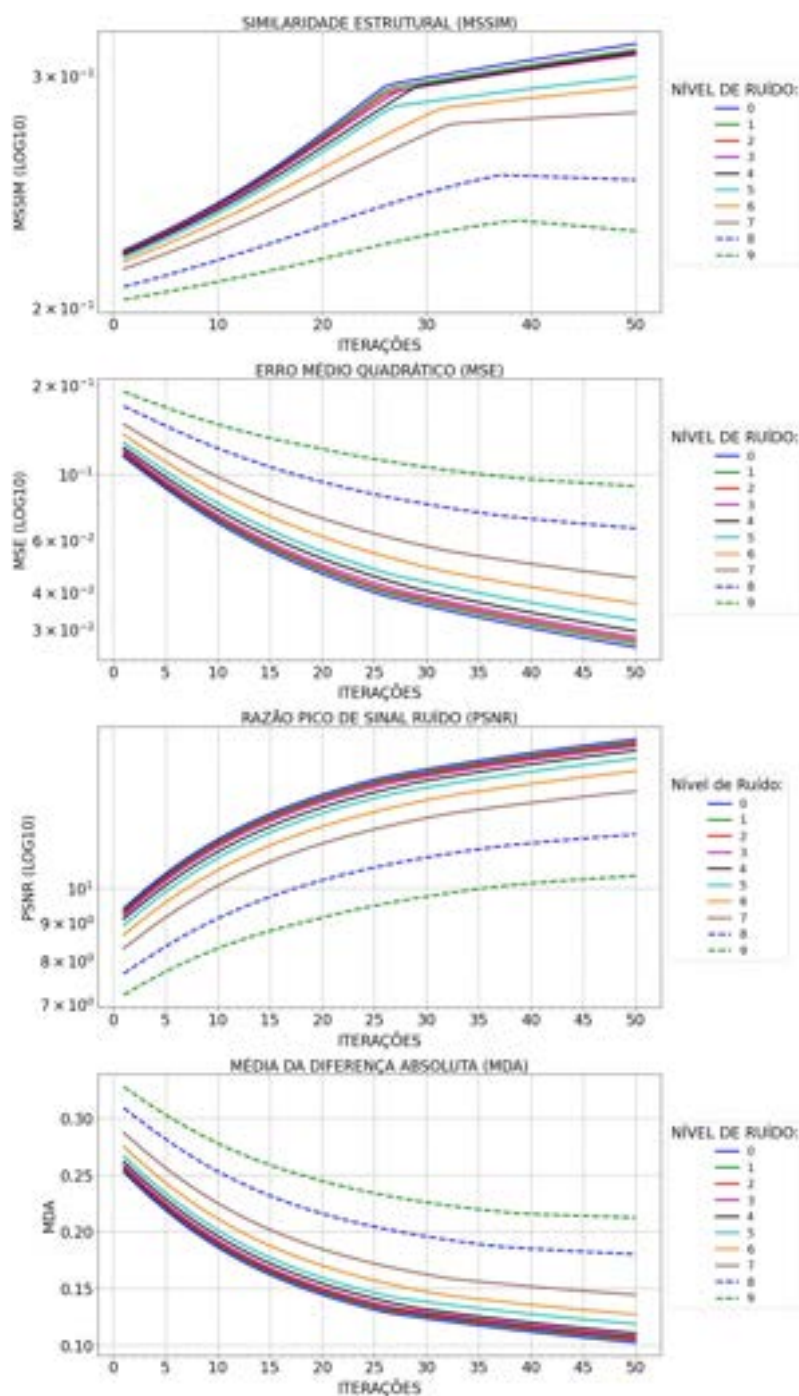 SIMILARIDADE ESTRUTURAL (MSSIM)
MSSIM (LOG10)
3 × 10⁻¹
2 × 10⁻¹
0 10 20 30 40 50
ITERAÇÕES
NÍVEL DE RUÍDO:
0
1
2
3
4
5
6
7
8
9
ERRO MÉDIO QUADRÁTICO (MSE)
MSE (LOG10)
2 × 10⁻¹
10⁻¹
6 × 10⁻²
4 × 10⁻²
3 × 10⁻²
0 5 10 15 20 25 30 35 40 45 50
ITERAÇÕES
NÍVEL DE RUÍDO:
0
1
2
3
4
5
6
7
8
9
RAZÃO PICO DE SINAL RUÍDO (PSNR)
PSNR (LOG10)
10¹
9 × 10⁰
8 × 10⁰
7 × 10⁰
0 5 10 15 20 25 30 35 40 45 50
ITERAÇÕES
Nível de Ruído:
0
1
2
3
4
5
6
7
8
9
MÉDIA DA DIFERENÇA ABSOLUTA (MDA)
MDA
0.30
0.25
0.20
0.15
0.10
0 5 10 15 20 25 30 35 40 45 50
ITERAÇÕES
NÍVEL DE RUÍDO:
0
1
2
3
4
5
6
7
8
9